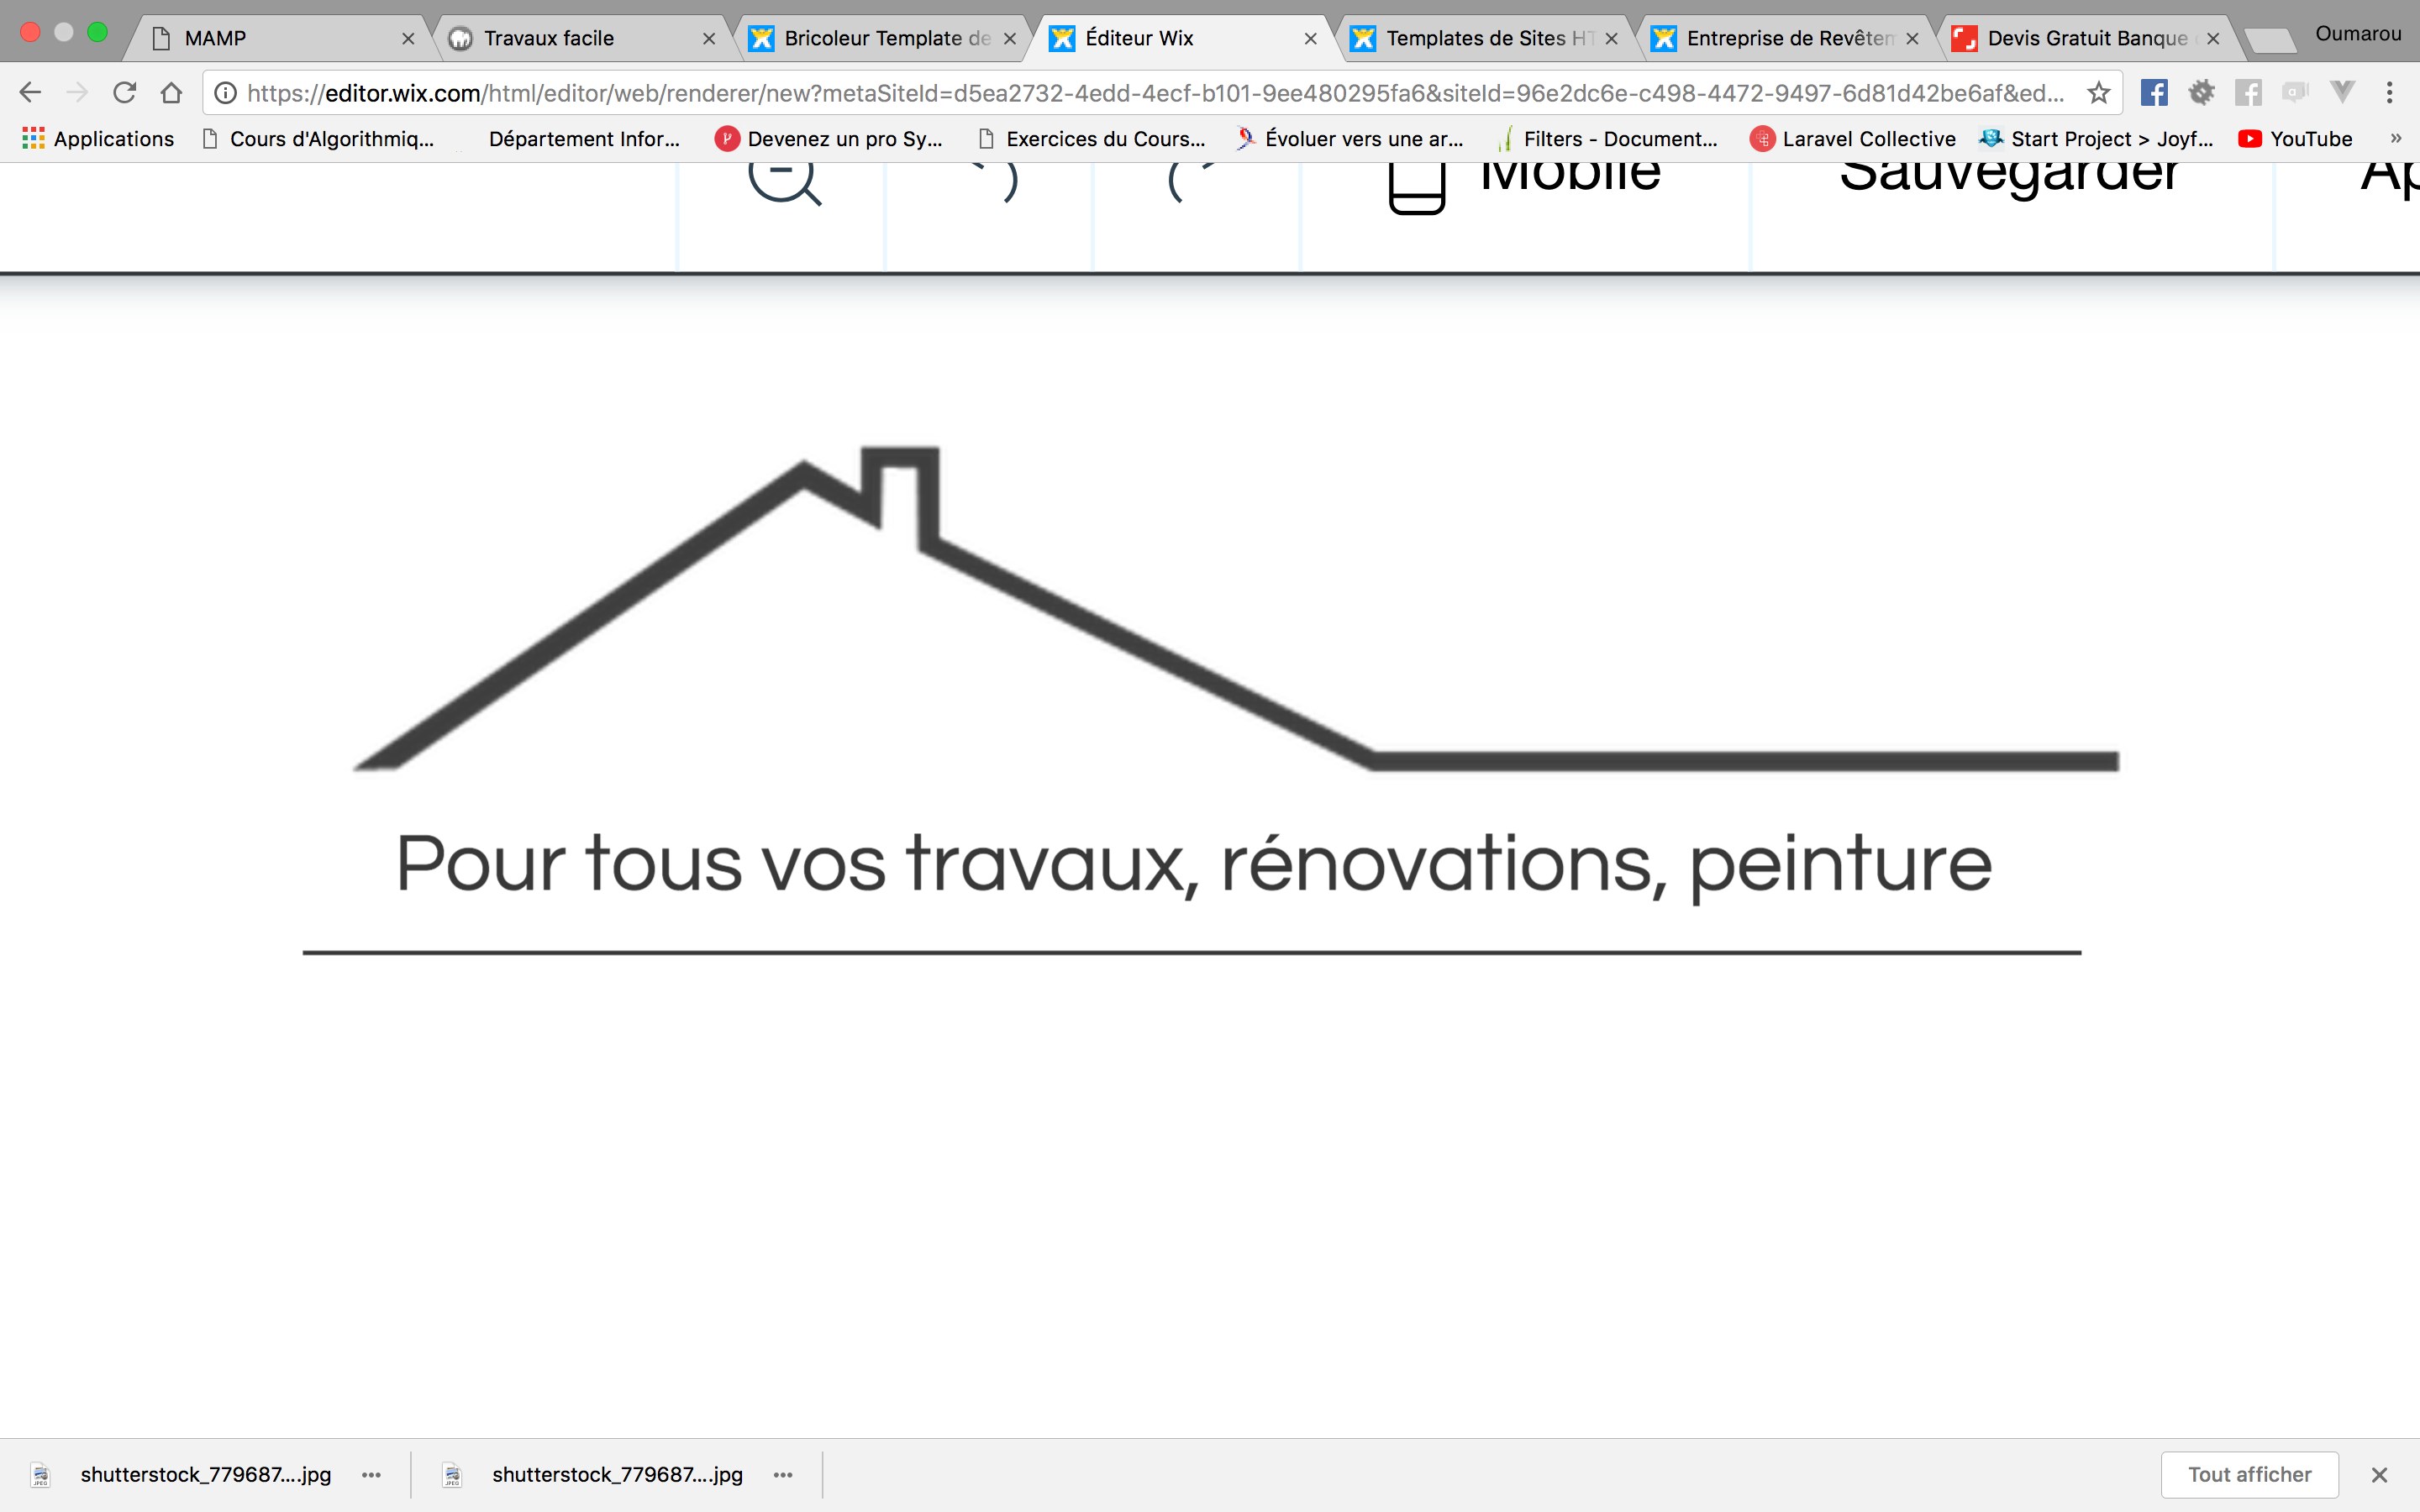 MAMP
Travaux facile
Bricoleur Template de
Éditeur Wix
Templates de Sites HT
Entreprise de Revêtem
Devis Gratuit Banque
Oumarou
https://editor.wix.com/html/editor/web/renderer/new?metaSiteId=d5ea2732-4edd-4ecf-b101-9ee480295fa6&siteId=96e2dc6e-c498-4472-9497-6d81d42be6af&ed...
Applications
Cours d'Algorithmiq...
Département Infor...
Devenez un pro Sy...
Exercices du Cours...
Évoluer vers une ar...
Filters - Document...
Laravel Collective
Start Project > Joyf...
YouTube
»
Mobile
Sauvegarder
Ap
Pour tous vos travaux, rénovations, peinture
shutterstock_779687....jpg
shutterstock_779687....jpg
Tout afficher